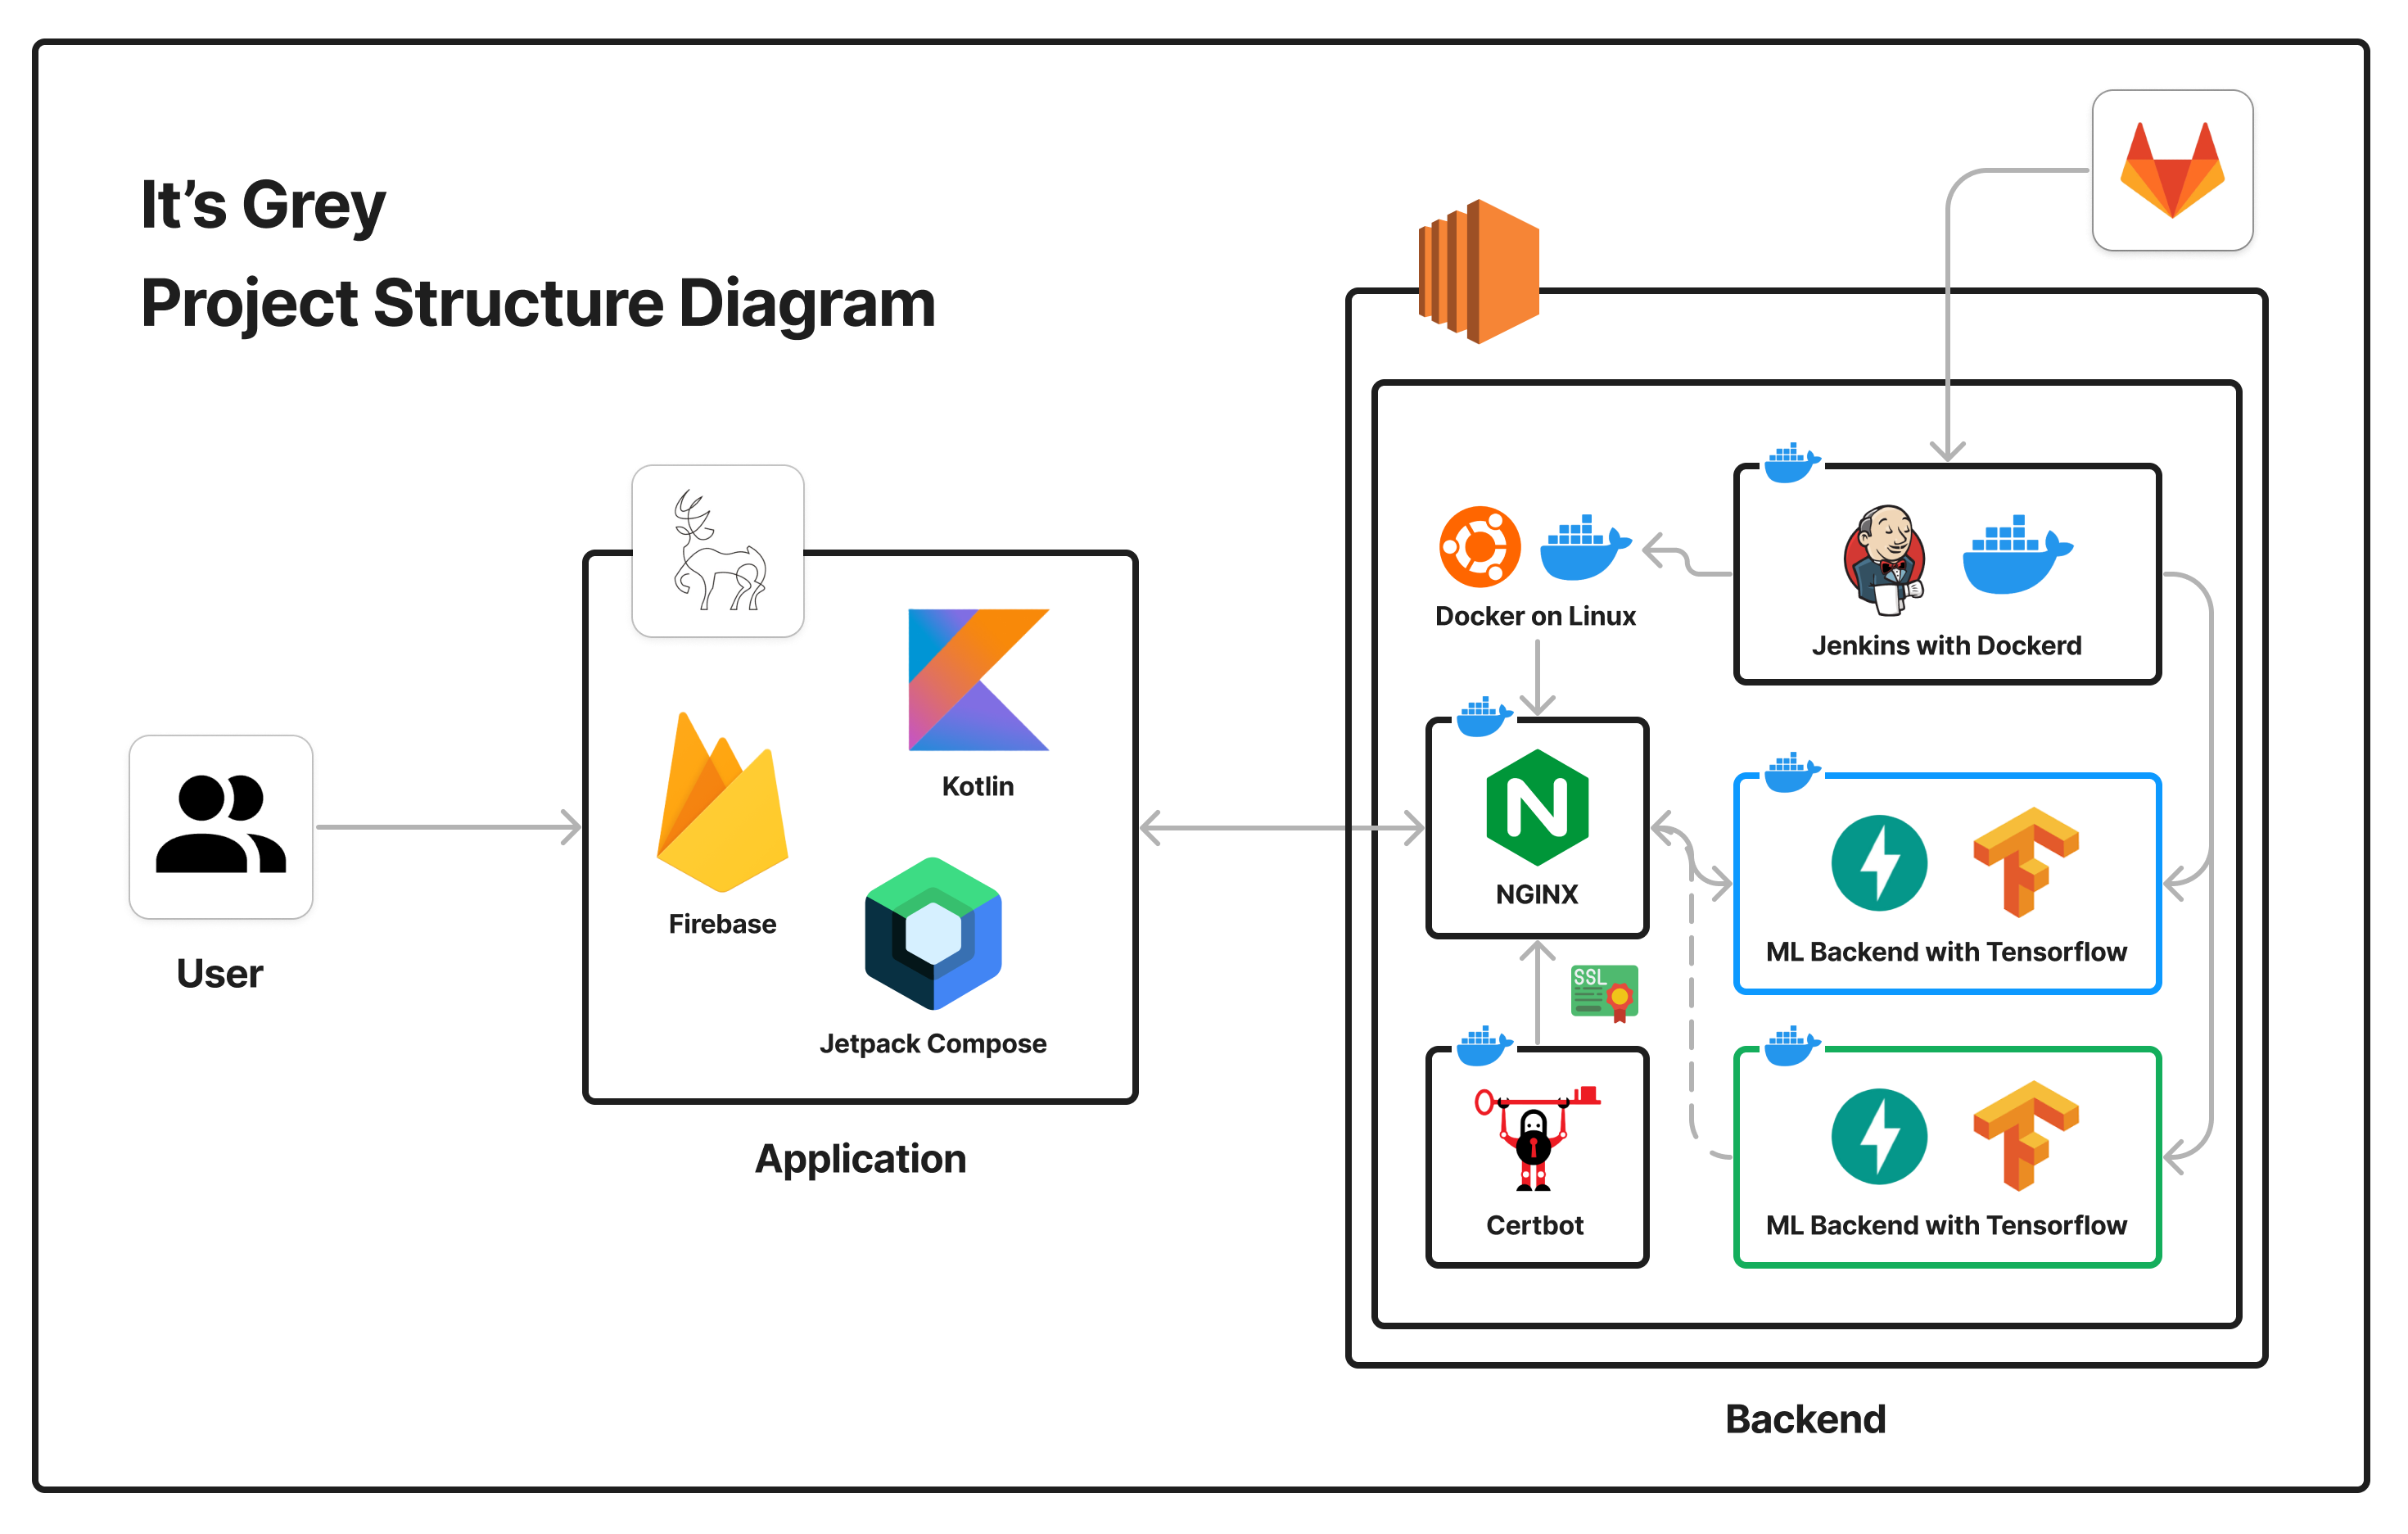 It’s Grey
Project Structure Diagram
User
Firebase
Kotlin
Jetpack Compose
Application
Docker on Linux
Jenkins with Dockerd
NGINX
ML Backend with Tensorflow
SSL
Certbot
ML Backend with Tensorflow
Backend